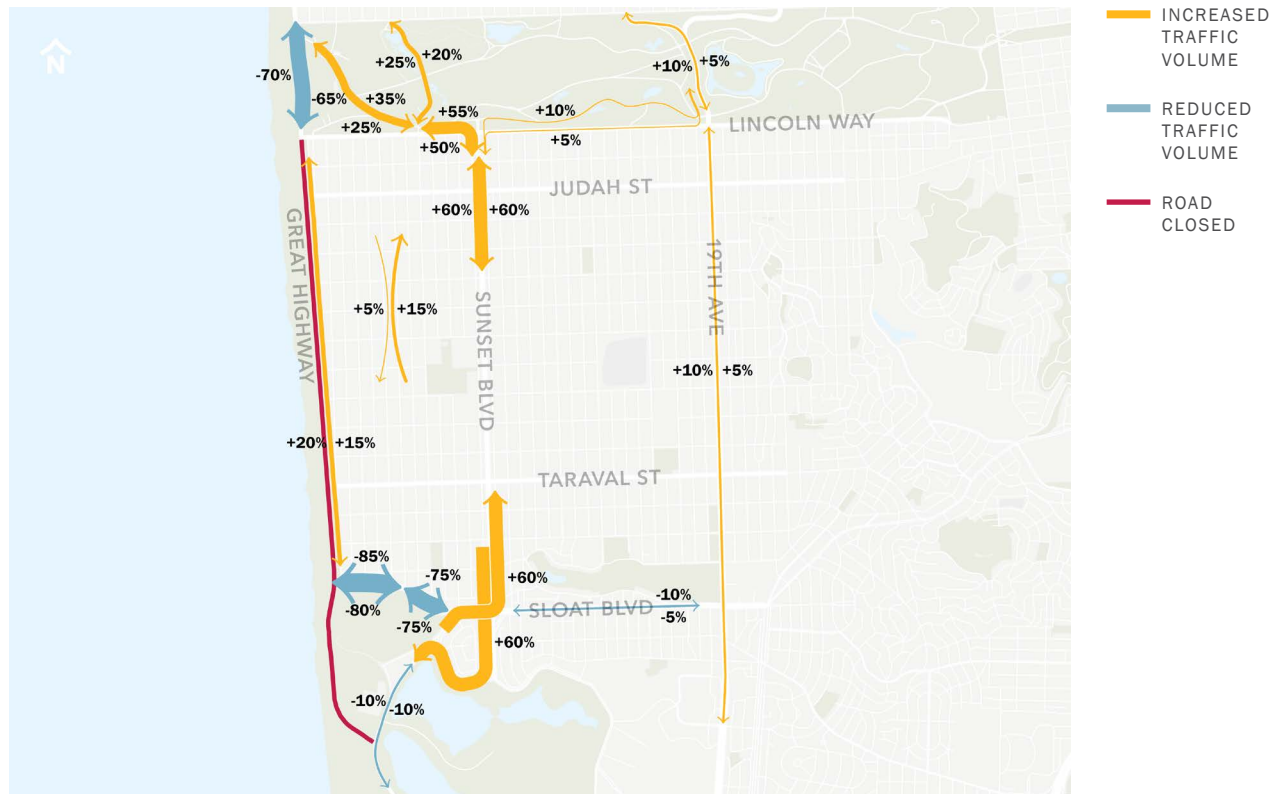 N
INCREASED
TRAFFIC
VOLUME
REDUCED
TRAFFIC
VOLUME
ROAD
CLOSED
+20%
+25%
+10%
+5%
-70%
-65%
+35%
+55%
+10%
+25%
+50%
+5%
LINCOLN WAY
JUDAH ST
+60%
+60%
GREAT HIGHWAY
19TH AVE
+5%
+15%
SUNSET BLVD
+10%
+5%
+20%
+15%
TARAVAL ST
-85%
-75%
+60%
-80%
-10%
SLOAT BLVD
-5%
-75%
+60%
-10%
-10%